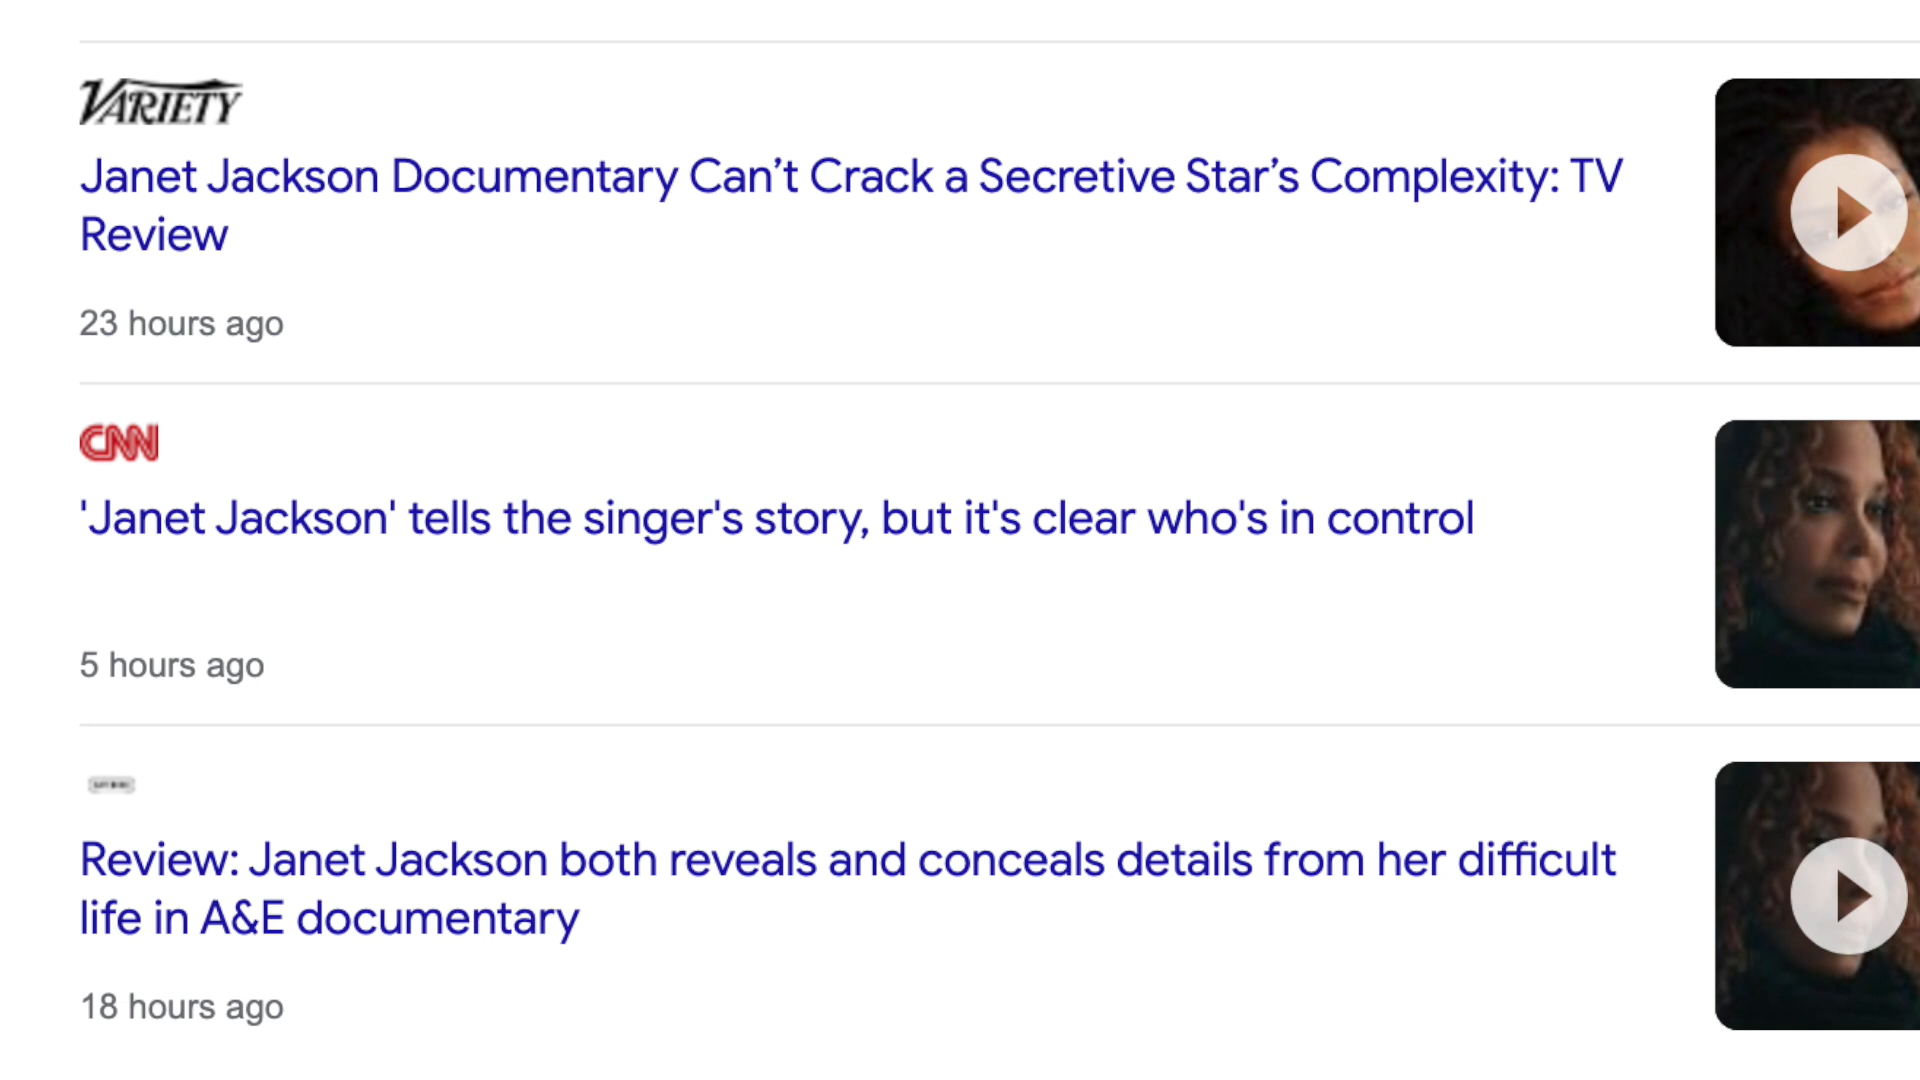 VARIETY
Janet Jackson Documentary Can’t Crack a Secretive Star’s Complexity: TV
Review
23 hours ago
CNN
'Janet Jackson' tells the singer's story, but it's clear who's in control
5 hours ago
Review: Janet Jackson both reveals and conceals details from her difficult
life in A&E documentary
18 hours ago